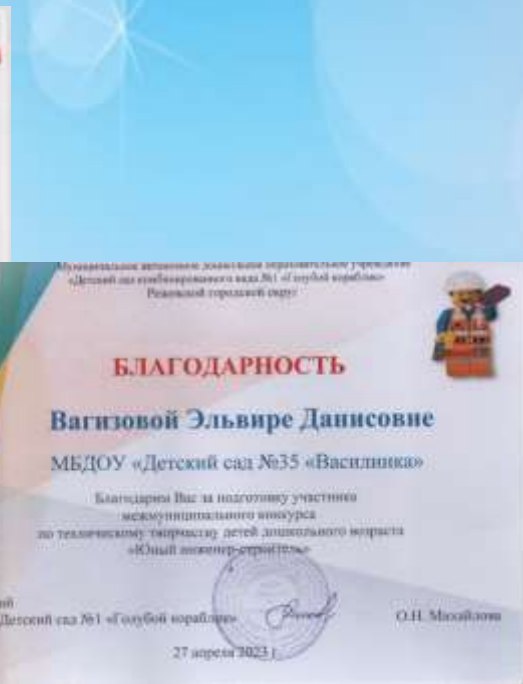 Муниципальное автономное дошкольное образовательное учреждение
«Детский сад комбинированного вида №1 «Голубой кораблик»
Режевской городской округ
БЛАГОДАРНОСТЬ
Вагизовой Эльвире Данисовне
МБДОУ «Детский сад №35 «Василинка»
Благодарим Вас за подготовку участника
межмуниципального конкурса
по техническому творчеству детей дошкольного возраста
«Юный инженер-строитель»
Детский сад №1 «Голубой кораблик»
О.Н. Михайлова
27 апреля 2023 г.